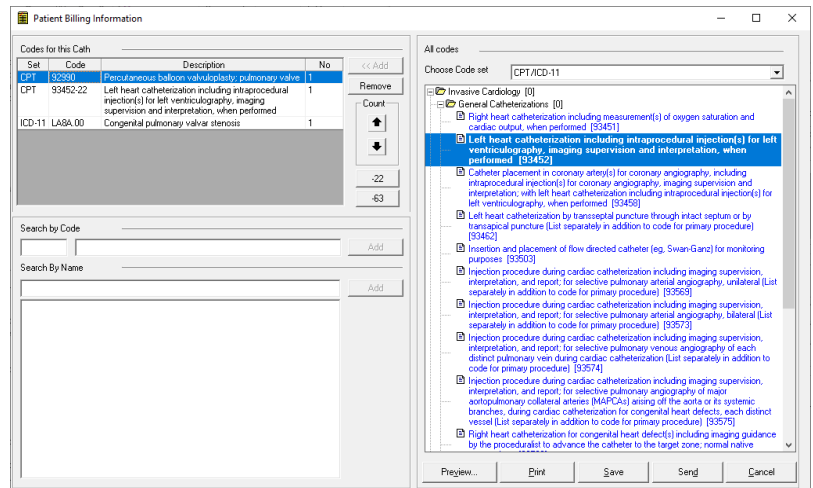 Patient Billing Information
Codes for this Cath
Set Code Description No
CPT 92990 Percutaneous balloon valvuloplasty; pulmonary valve 1
CPT 93452-22 Left heart catheterization including intraprocedural 1
injection(s) for left ventriculography, imaging
supervision and interpretation, when performed
ICD-11 LA8A.00 Congenital pulmonary valvar stenosis 1
<< Add
Remove
Count
-22
-63
Search by Code
Add
Search By Name
Add
All codes
Choose Code set CPT/ICD-11
Invasive Cardiology [0]
General Catheterizations [0]
Right heart catheterization including measurement(s) of oxygen saturation and
cardiac output, when performed [93451]
Left heart catheterization including intraprocedural injection(s) for left
ventriculography, imaging supervision and interpretation, when
performed [93452]
Catheter placement in coronary artery(s) for coronary angiography, including
intraprocedural injection(s) for coronary angiography, imaging supervision and
interpretation; with left heart catheterization including intraprocedural injection(s) for
left ventriculography, when performed [93458]
Left heart catheterization by transseptal puncture through intact septum or by
transapical puncture (List separately in addition to code for primary procedure)
[93462]
Insertion and placement of flow directed catheter (eg, Swan-Ganz) for monitoring
purposes [93503]
Injection procedure during cardiac catheterization including imaging supervision,
interpretation, and report; for selective pulmonary arterial angiography, unilateral (List
separately in addition to code for primary procedure) [93569]
Injection procedure during cardiac catheterization including imaging supervision,
interpretation, and report; for selective pulmonary arterial angiography, bilateral (List
separately in addition to code for primary procedure) [93573]
Injection procedure during cardiac catheterization including imaging supervision,
interpretation, and report; for selective pulmonary venous angiography of each
distinct pulmonary vein during cardiac catheterization (List separately in addition to
code for primary procedure) [93574]
Injection procedure during cardiac catheterization including imaging supervision,
interpretation, and report; for selective pulmonary angiography of major
aortopulmonary collateral arteries (MAPCAs) arising off the aorta or its systemic
branches, during cardiac catheterization for congenital heart defects, each distinct
vessel (List separately in addition to code for primary procedure) [93575]
Right heart catheterization for congenital heart defect(s) including imaging guidance
by the proceduralist to advance the catheter to the target zone; normal native
Preview... Print Save Send Cancel